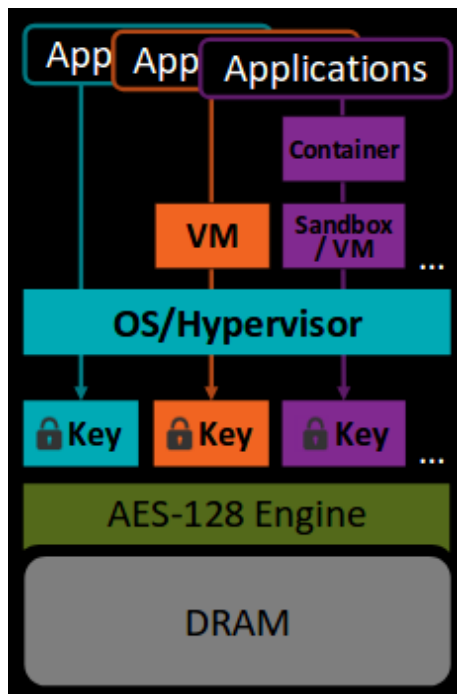 App
App
Applications
Container
VM
Sandbox
/ VM
...
OS/Hypervisor
Key
Key
Key
...
AES-128 Engine
DRAM